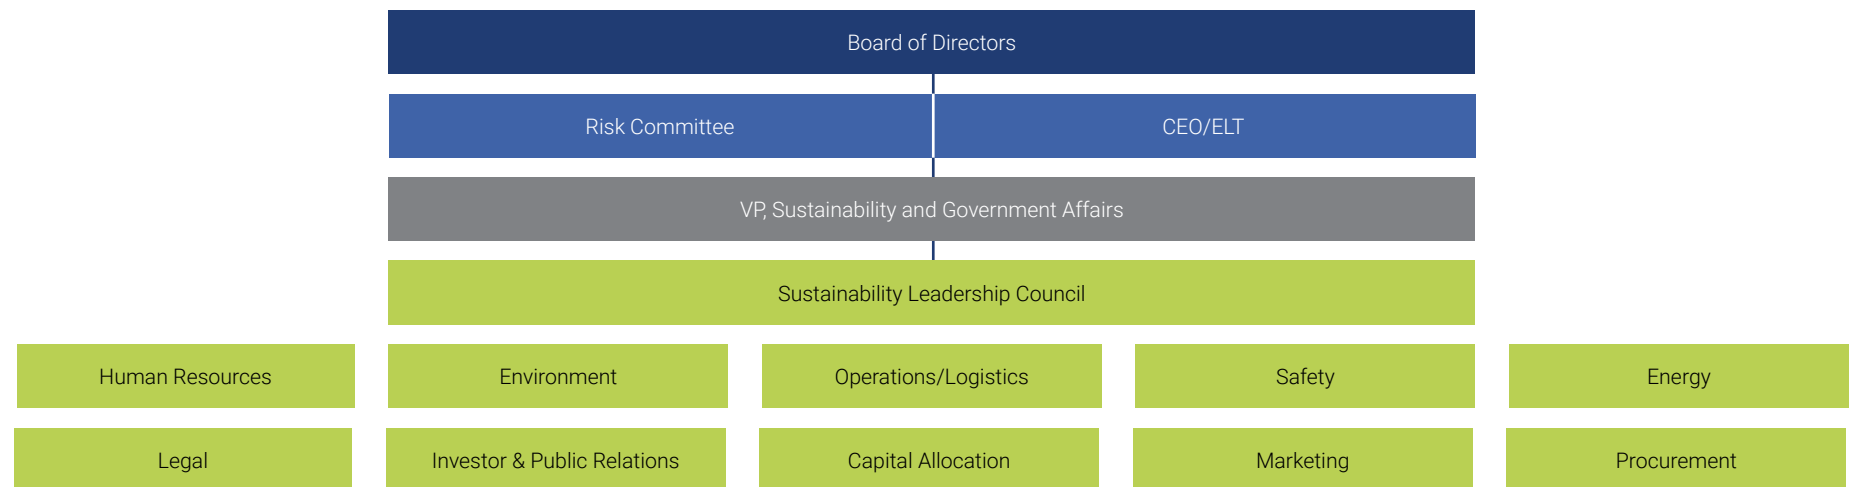 Board of Directors
Risk Committee
CEO/ELT
VP, Sustainability and Government Affairs
Sustainability Leadership Council
Human Resources
Environment
Operations/Logistics
Safety
Energy
Legal
Investor & Public Relations
Capital Allocation
Marketing
Procurement